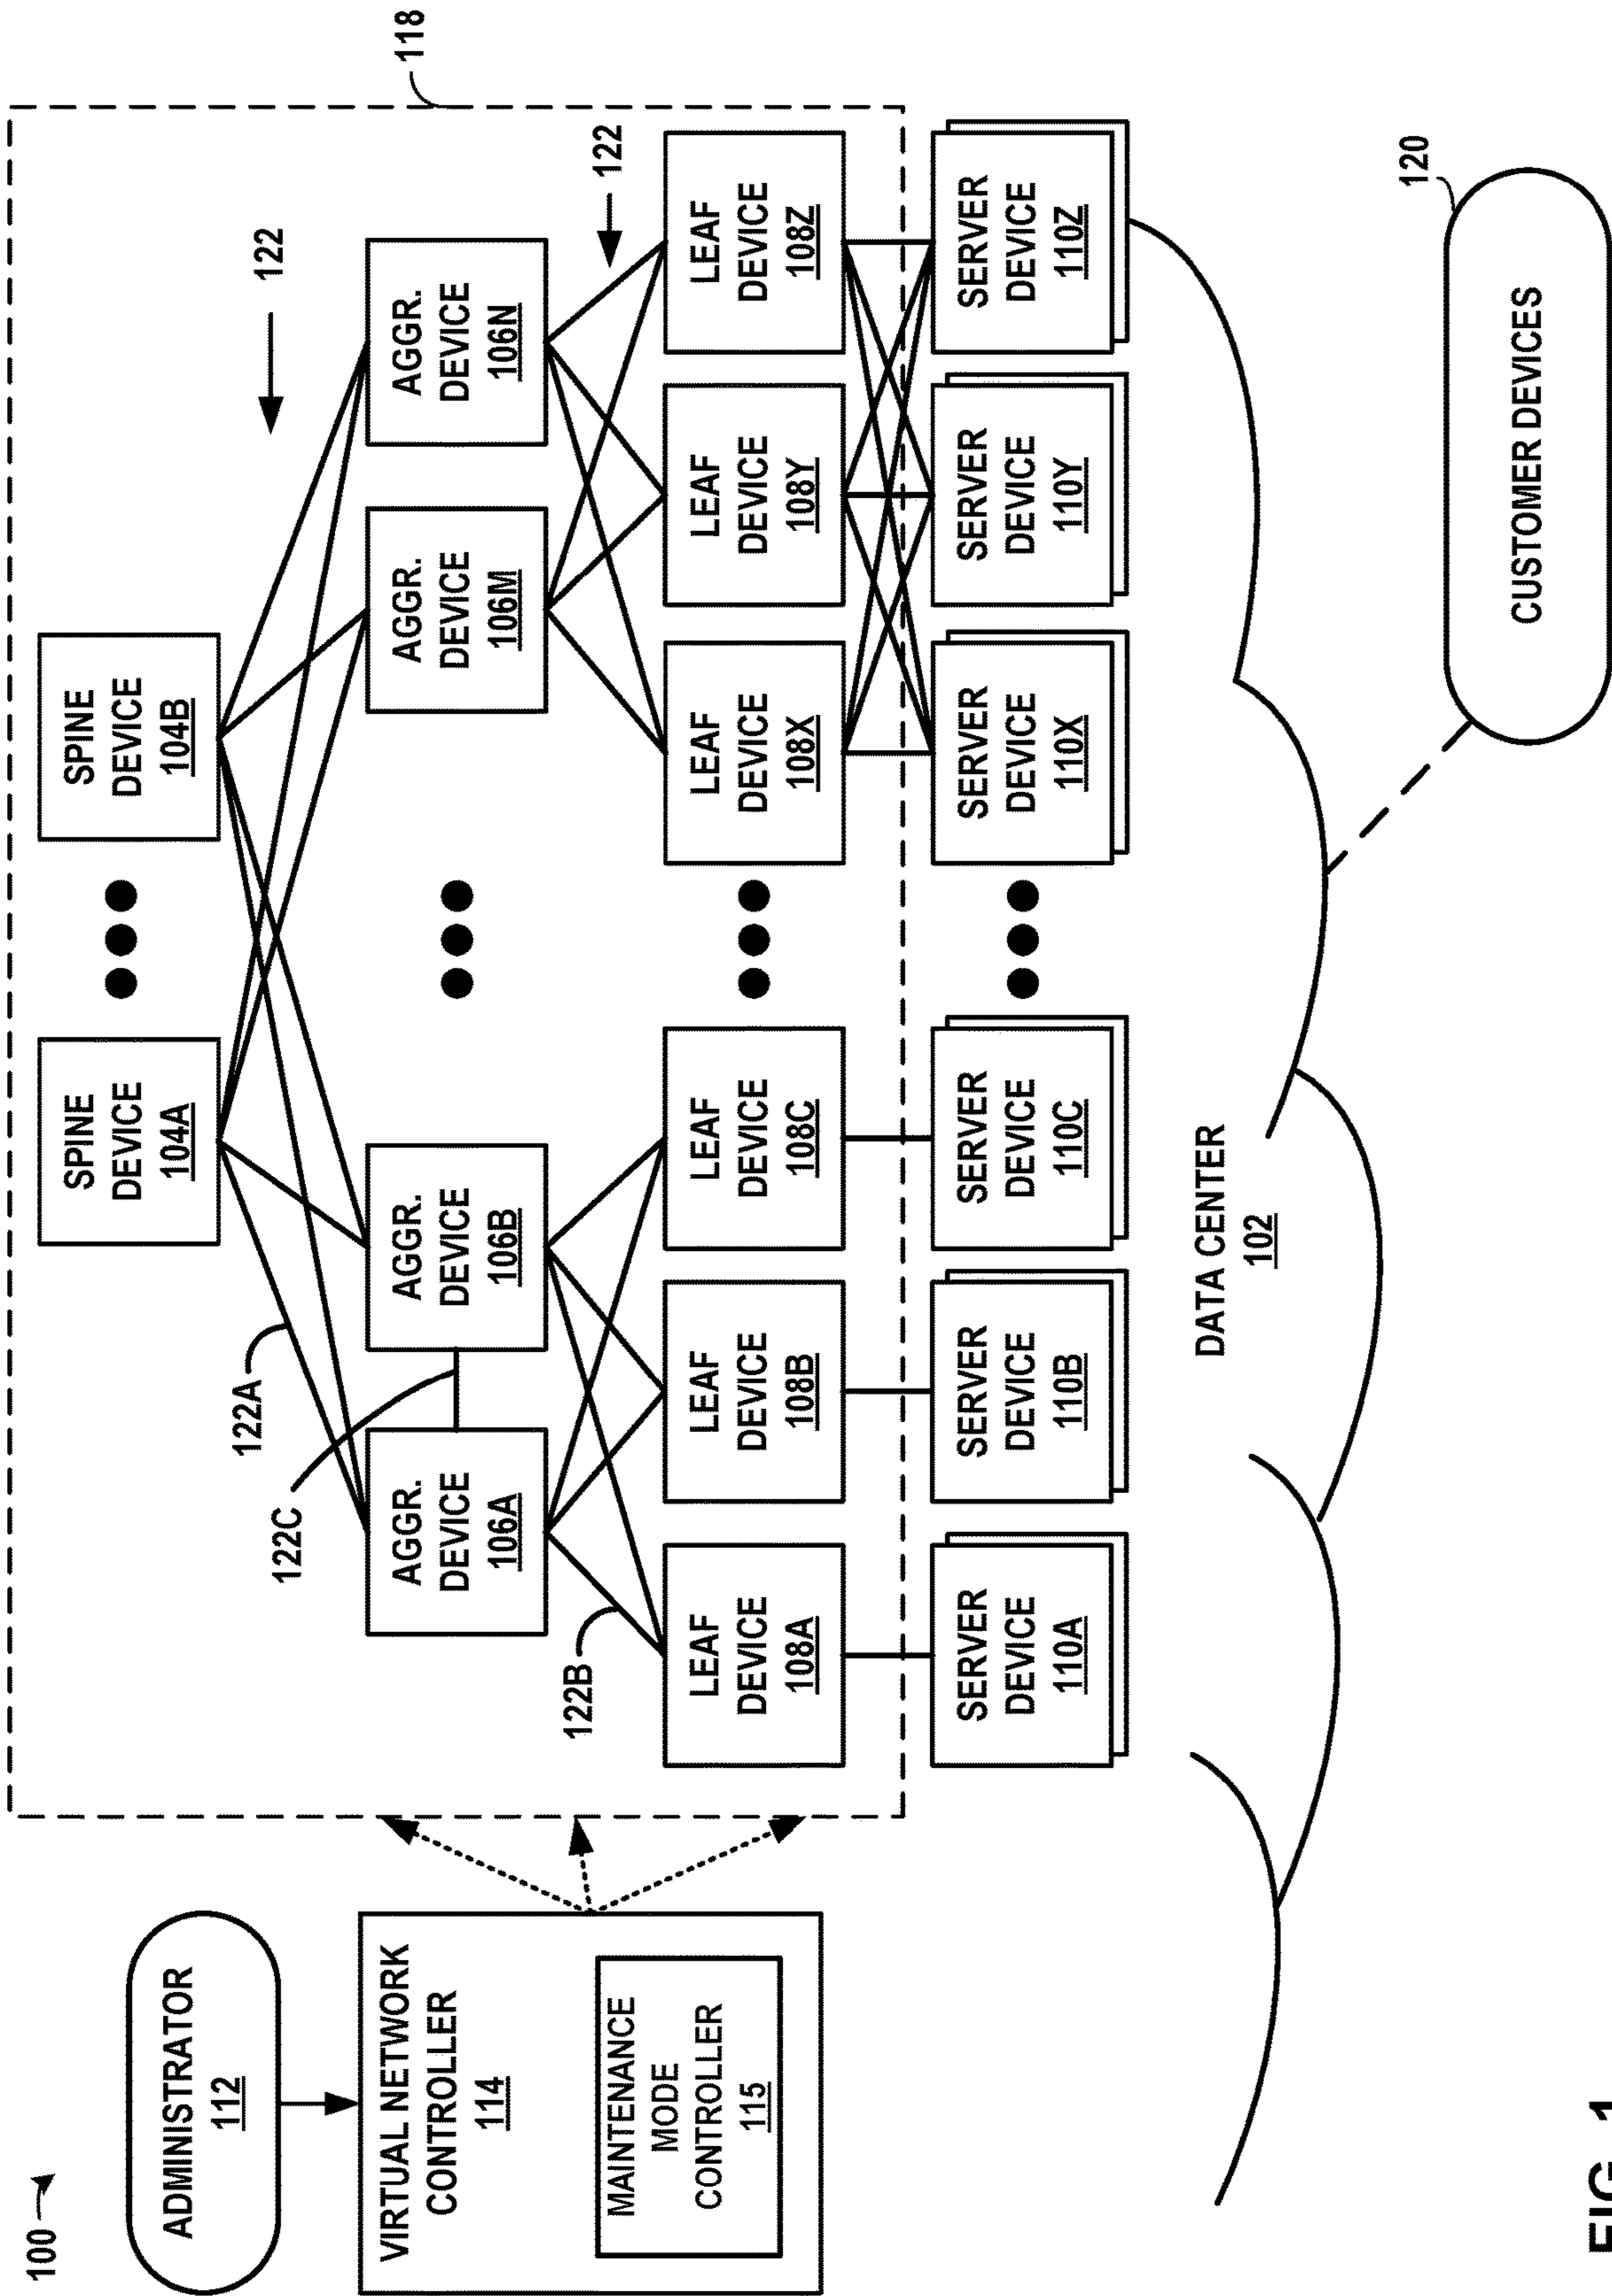 100
ADMINISTRATOR
112
VIRTUAL NETWORK
CONTROLLER
114
MAINTENANCE
MODE
CONTROLLER
115
118
SPINE
DEVICE
104A
SPINE
DEVICE
104B
122A
122
122C
AGGR.
DEVICE
106A
AGGR.
DEVICE
106B
AGGR.
DEVICE
106M
AGGR.
DEVICE
106N
122B
122
LEAF
DEVICE
108A
LEAF
DEVICE
108B
LEAF
DEVICE
108C
LEAF
DEVICE
108X
LEAF
DEVICE
108Y
LEAF
DEVICE
108Z
SERVER
DEVICE
110A
SERVER
DEVICE
110B
SERVER
DEVICE
110C
SERVER
DEVICE
110X
SERVER
DEVICE
110Y
SERVER
DEVICE
110Z
DATA CENTER
102
120
CUSTOMER DEVICES
FIG. 1